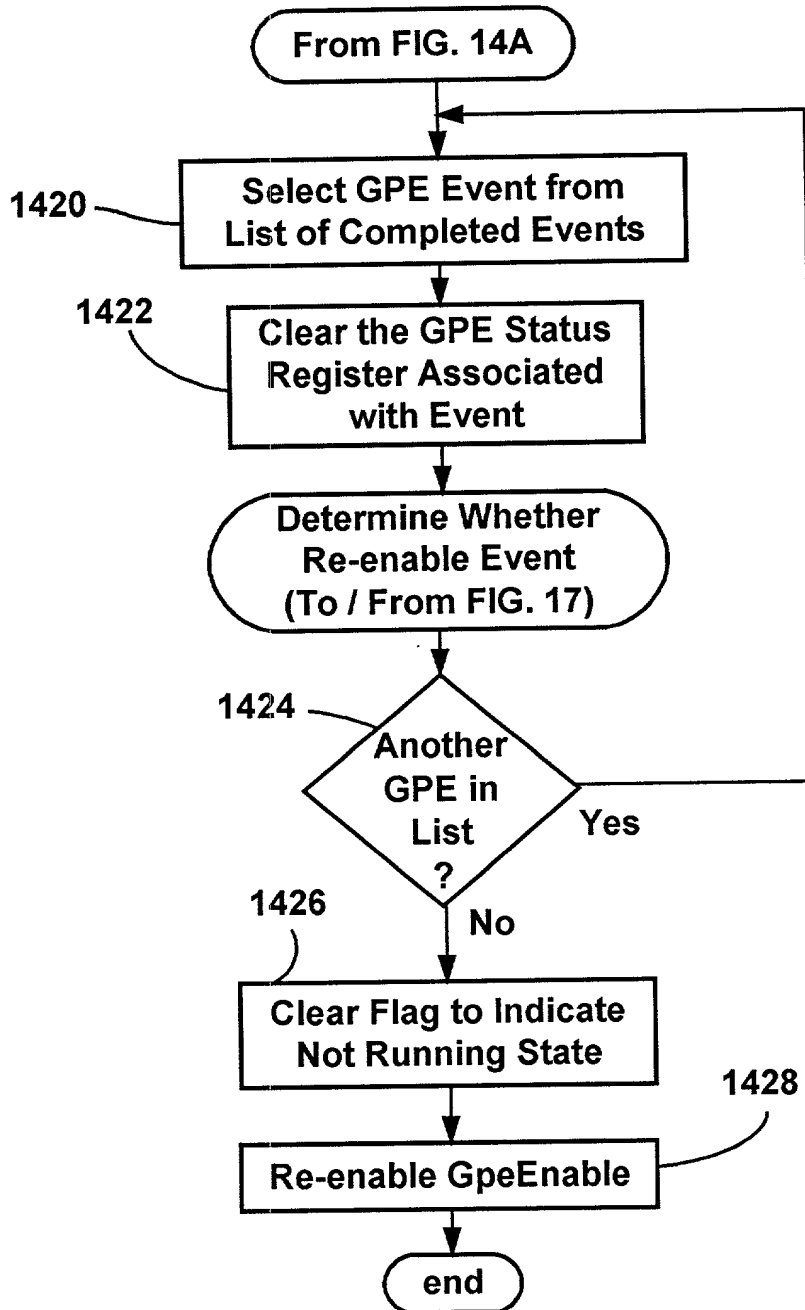 From FIG. 14A
1420
Select GPE Event from
List of Completed Events
1422
Clear the GPE Status
Register Associated
with Event
Determine Whether
Re-enable Event
(To / From FIG. 17)
1424
Another
GPE in
List
?
Yes
No
1426
Clear Flag to Indicate
Not Running State
1428
Re-enable GpeEnable
end